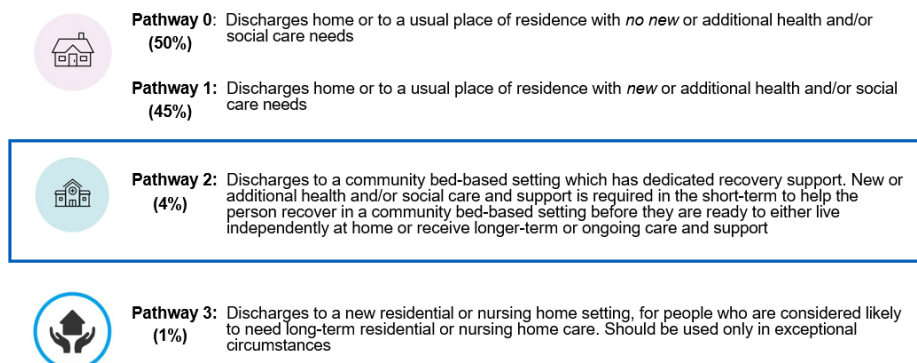 Pathway 0: Discharges home or to a usual place of residence with no new or additional health and/or
(50%) social care needs
Pathway 1: Discharges home or to a usual place of residence with new or additional health and/or social
(45%) care needs
Pathway 2: Discharges to a community bed-based setting which has dedicated recovery support. New or
(4%) additional health and/or social care and support is required in the short-term to help the
person recover in a community bed-based setting before they are ready to either live
independently at home or receive longer-term or ongoing care and support
Pathway 3: Discharges to a new residential or nursing home setting, for people who are considered likely
(1%) to need long-term residential or nursing home care. Should be used only in exceptional
circumstances